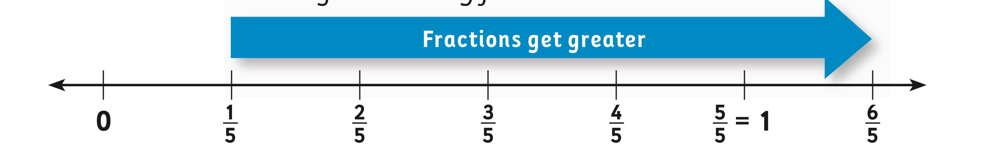 Fractions get greater
0 1/5 2/5 3/5 4/5 5/5 = 1 6/5